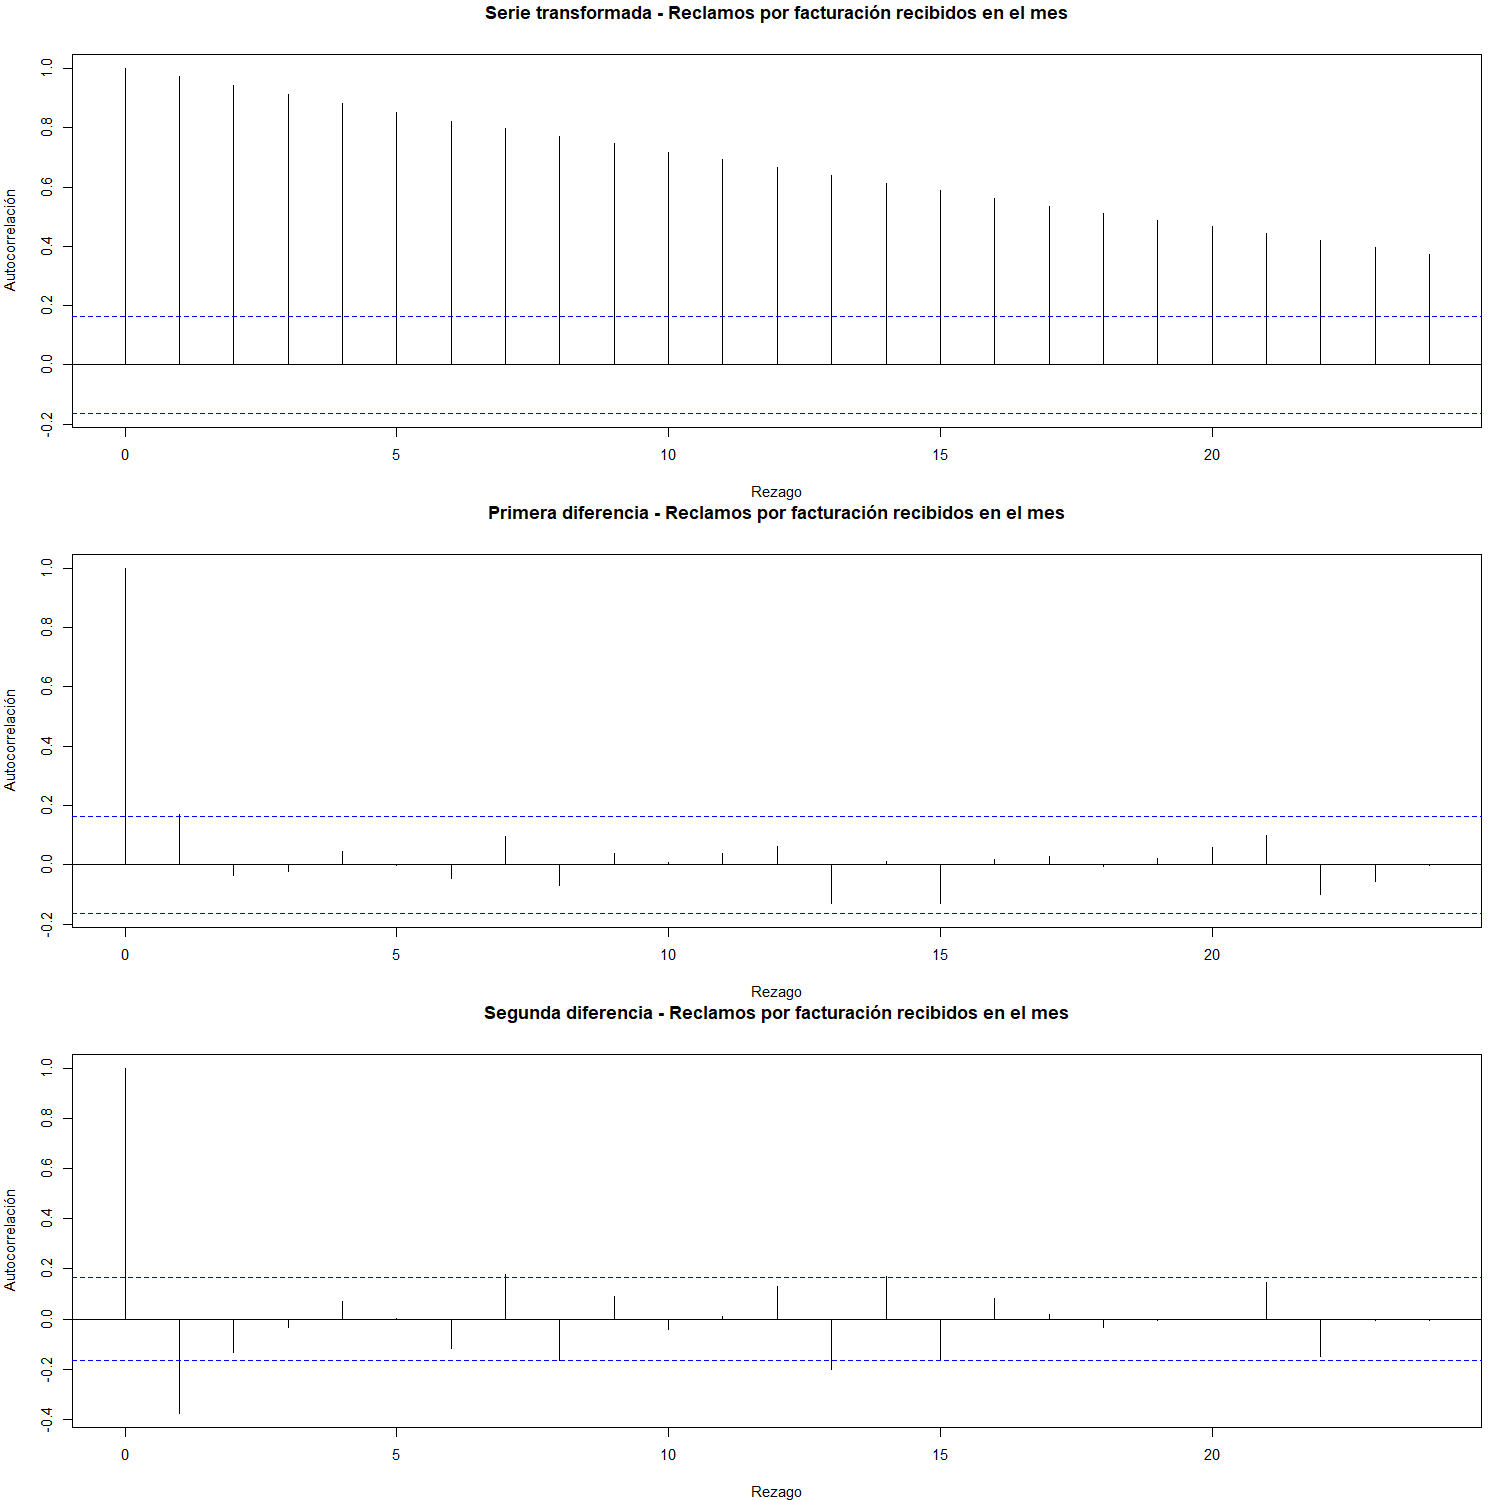 Serie transformada - Reclamos por facturación recibidos en el mes
1.0
0.8
0.6
0.4
0.2
0.0
-0.2
Autocorrelación
0 5 10 15 20
Rezago
Primera diferencia - Reclamos por facturación recibidos en el mes
1.0
0.8
0.6
0.4
0.2
0.0
-0.2
Autocorrelación
0 5 10 15 20
Rezago
Segunda diferencia - Reclamos por facturación recibidos en el mes
1.0
0.8
0.6
0.4
0.2
0.0
-0.2
-0.4
Autocorrelación
0 5 10 15 20
Rezago